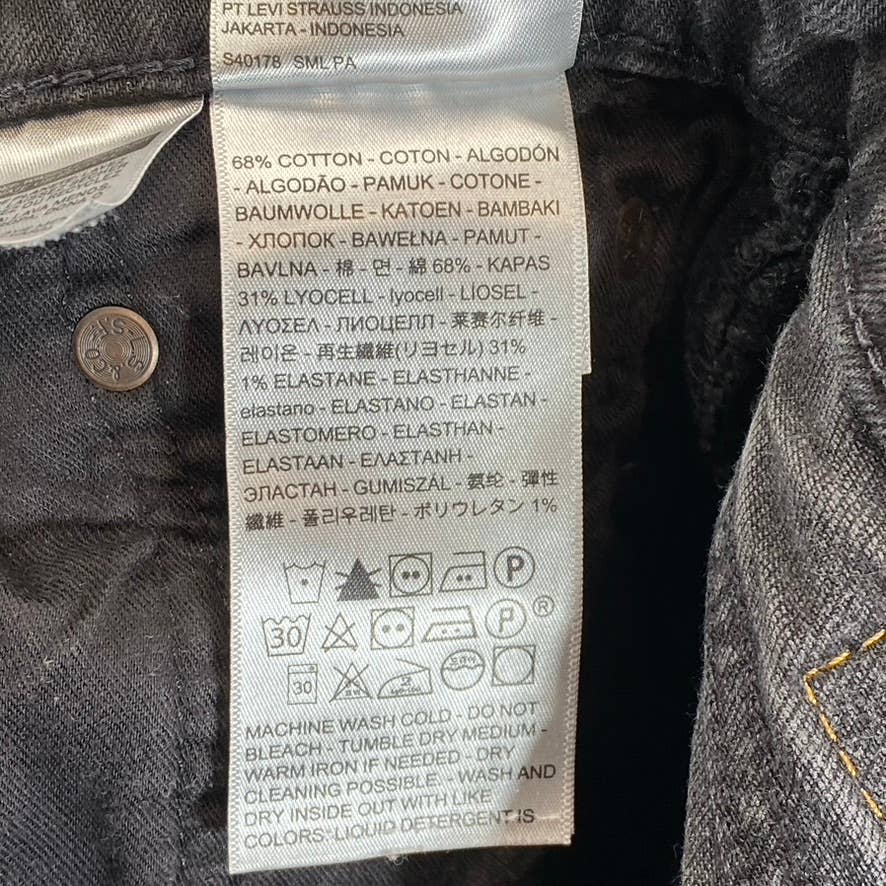 PT LEVI STRAUSS INDONESIA
JAKARTA - INDONESIA
S40178 SML PA
68% COTTON - COTON - ALGODÓN
- ALGODÃO - PAMUK - COTONE -
BAUMWOLLE - KATOEN - BAMBAKI
- ХЛОПОК - BAWEŁNA - PAMUT -
BAVLNA - 棉 - 면 - 綿 68% - KAPAS
31% LYOCELL - lyocell - LİOSEL -
ΛΥΟΣΕΛ - ЛИОЦЕЛЛ - 莱赛尔纤维 -
레이온 - 再生繊維(リヨセル) 31%
1% ELASTANE - ELASTHANNE -
elastano - ELASTANO - ELASTAN -
ELASTOMERO - ELASTHAN -
ELASTAAN - ΕΛΑΣΤΑΝΗ -
ЭЛАСТАН - GUMISZÁL - 氨纶 - 彈性
纖維 - 폴리우레탄 - ポリウレタン 1%
P
30 P ®
30
MACHINE WASH COLD - DO NOT
BLEACH - TUMBLE DRY MEDIUM -
WARM IRON IF NEEDED - DRY
CLEANING POSSIBLE - WASH AND
DRY INSIDE OUT WITH LIKE
COLORS: LIQUID DETERGENT IS